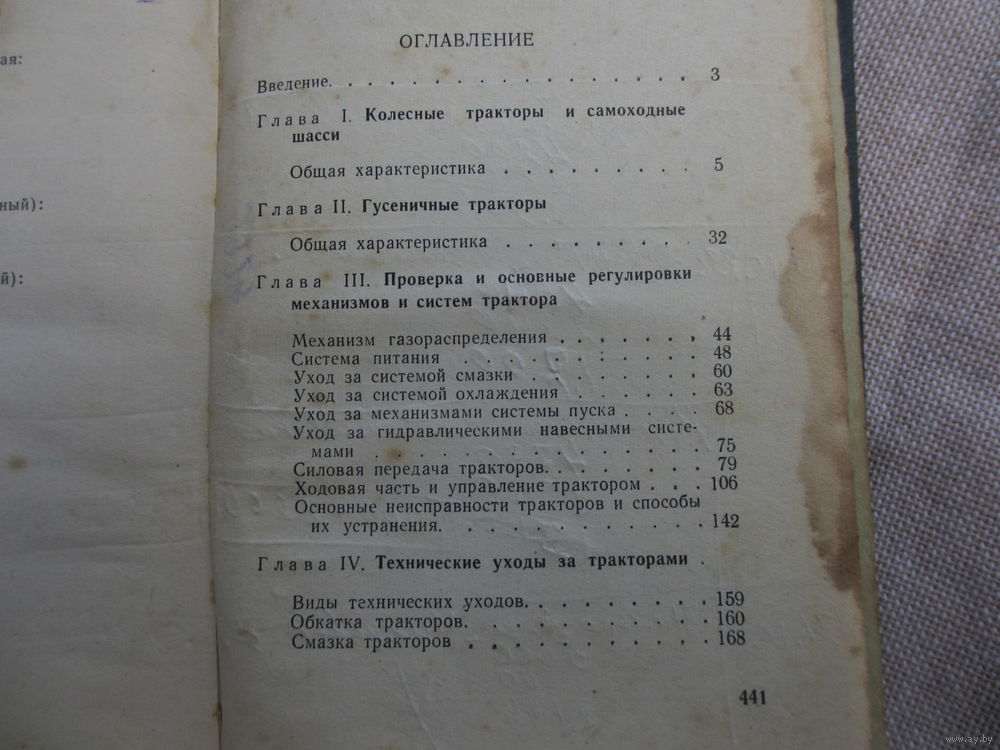 ая:
ный):
й):
ОГЛАВЛЕНИЕ
Введение. . . . . . . . . . . . . . . . . 3
Глава I. Колесные тракторы и самоходные
шасси
Общая характеристика . . . . . . . . . 5
Глава II. Гусеничные тракторы
Общая характеристика . . . . . . . . . 32
Глава III. Проверка и основные регулировки
механизмов и систем трактора
Механизм газораспределения . . . . . . . 44
Система питания . . . . . . . . . . 48
Уход за системой смазки . . . . . . . . 60
Уход за системой охлаждения . . . . . . 63
Уход за механизмами системы пуска . . . . 68
Уход за гидравлическими навесными систе-
мами . . . . . . . . . . . . . . 75
Силовая передача тракторов. . . . . . . . 79
Ходовая часть и управление трактором . . . 106
Основные неисправности тракторов и способы
их устранения. . . . . . . . . . . 142
Глава IV. Технические уходы за тракторами .
Виды технических уходов. . . . . . . . . 159
Обкатка тракторов. . . . . . . . . . . 160
Смазка тракторов . . . . . . . . . . . 168
441
www.ay.by